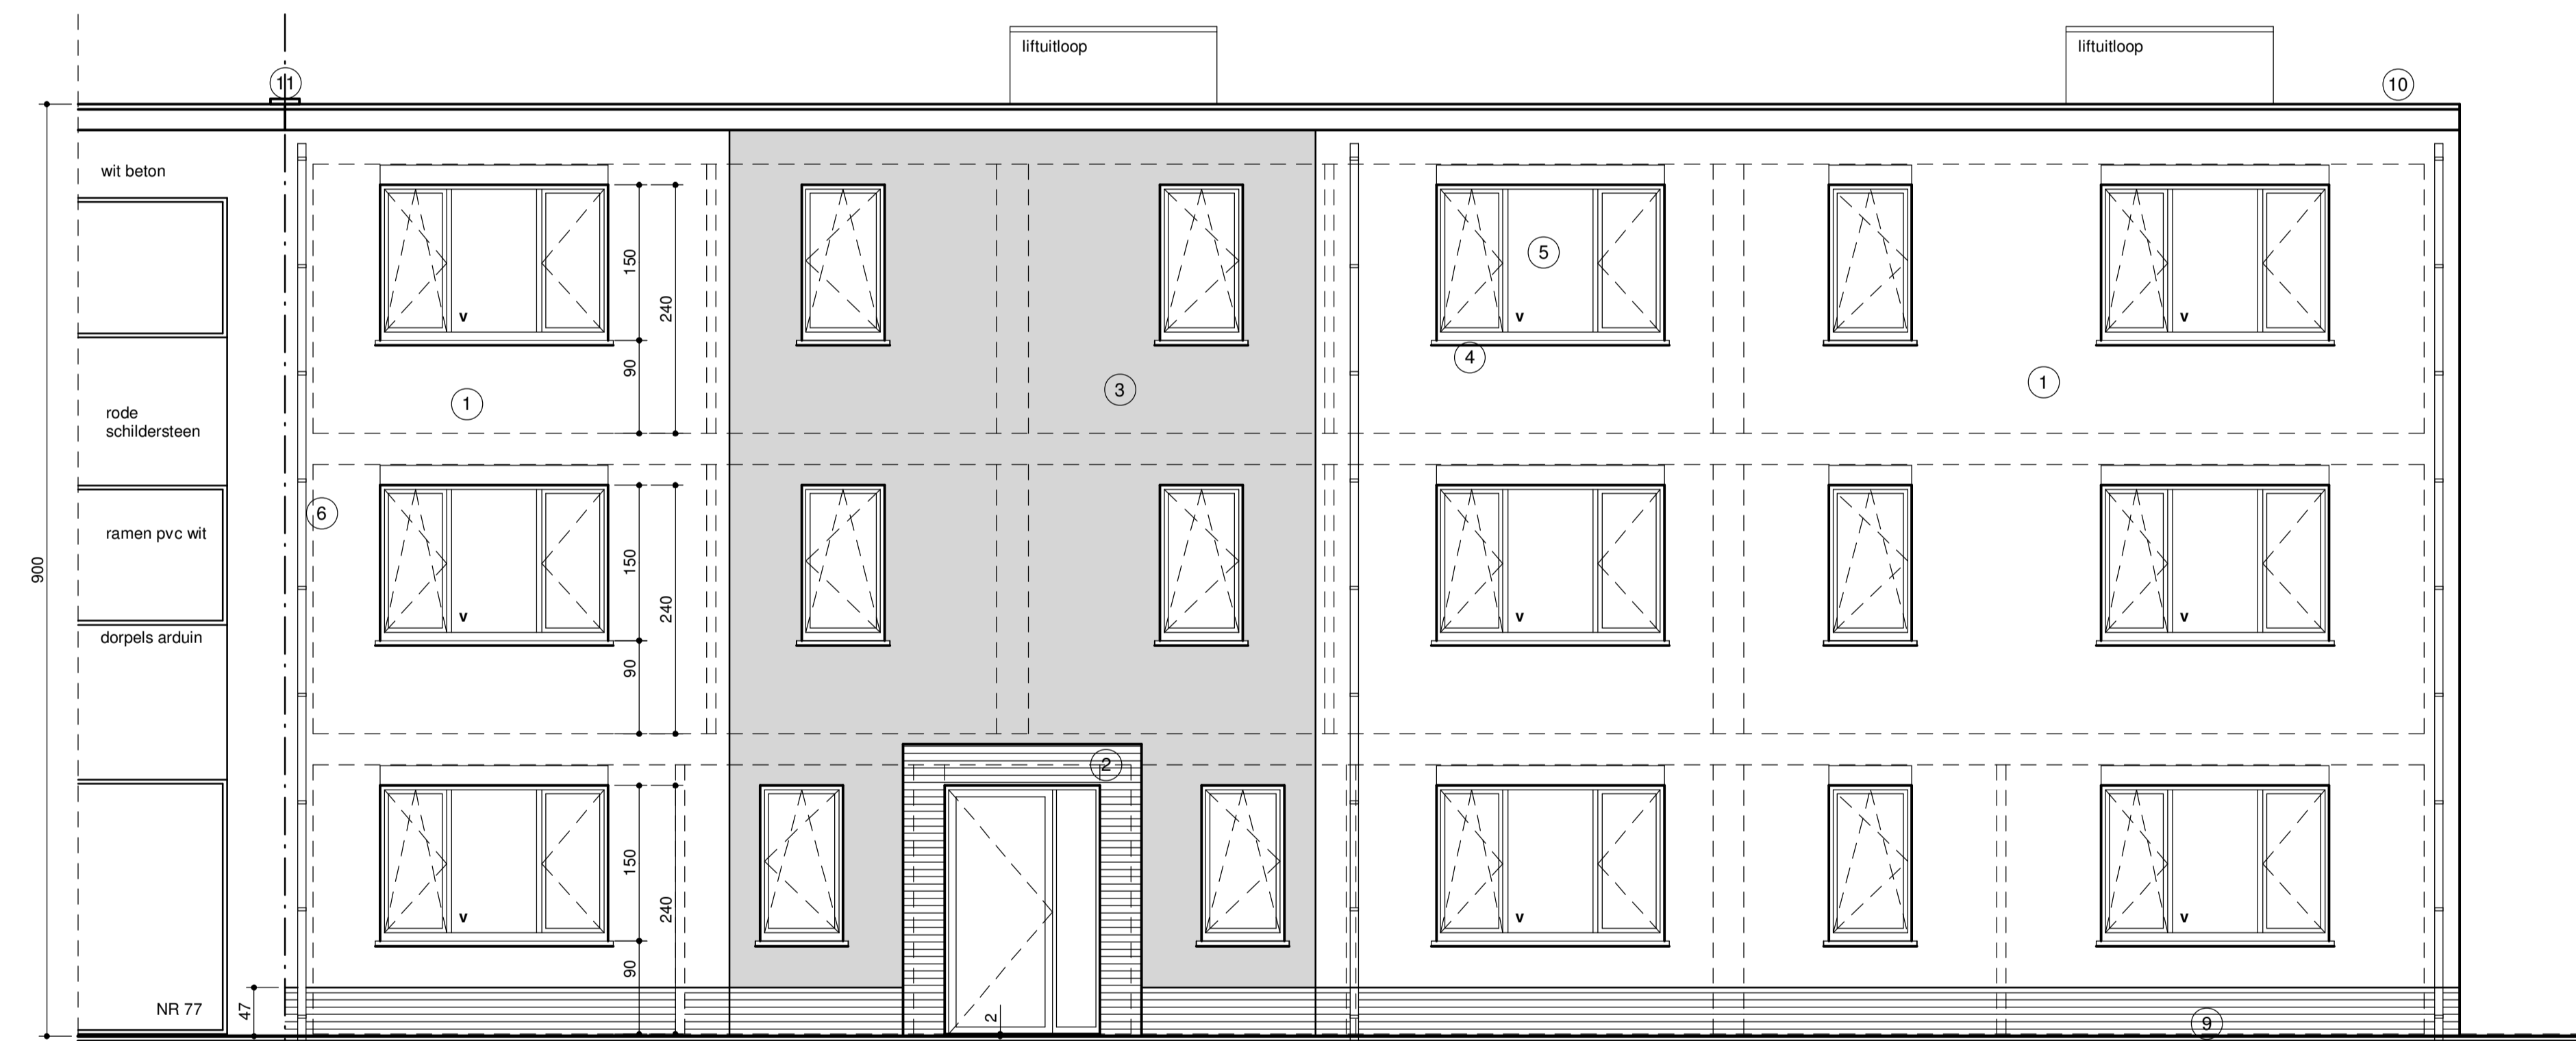 liftuitloop
liftuitloop
11
10
wit beton
150
240
5
90
4
3
1
1
rode
schildersteen
v
v
v
6
ramen pvc wit
150
240
900
v
v
v
dorpels arduin
90
2
150
240
v
v
v
90
NR 77
47
2
9